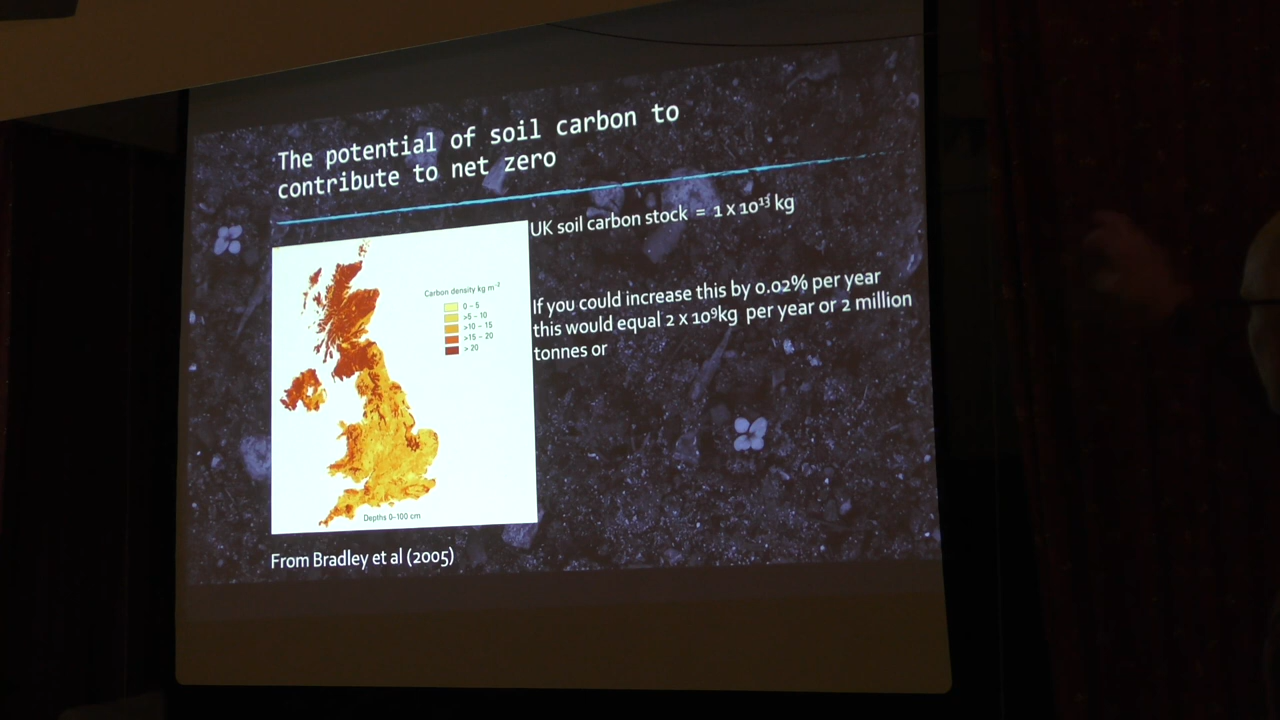 The potential of soil carbon to
contribute to net zero
UK soil carbon stock = 1 x 10¹³ kg
Carbon density kg m⁻²
0 – 5
>5 – 10
>10 – 15
>15 – 20
> 20
Depths 0–100 cm
If you could increase this by 0.02% per year
this would equal 2 x 10⁹kg per year or 2 million
tonnes or
From Bradley et al (2005)